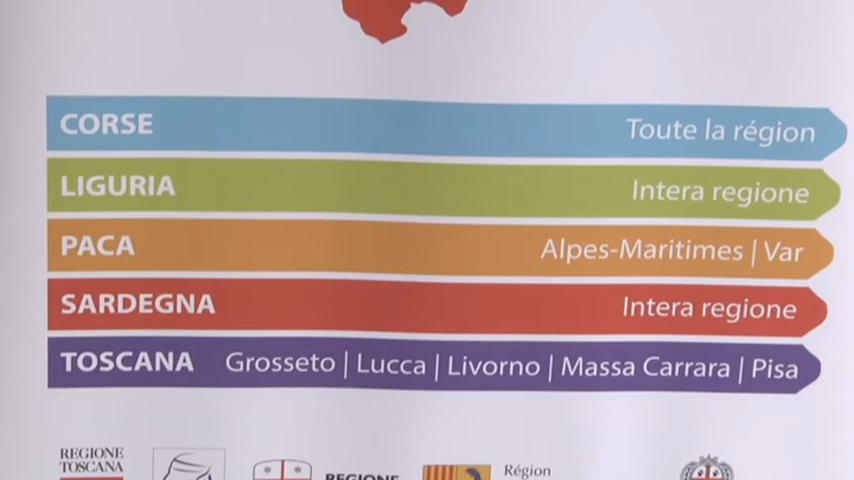 CORSE Toute la région
LIGURIA Intera regione
PACA Alpes-Maritimes | Var
SARDEGNA Intera regione
TOSCANA Grosseto | Lucca | Livorno | Massa Carrara | Pisa
REGIONE
TOSCANA
REGIONE
Région